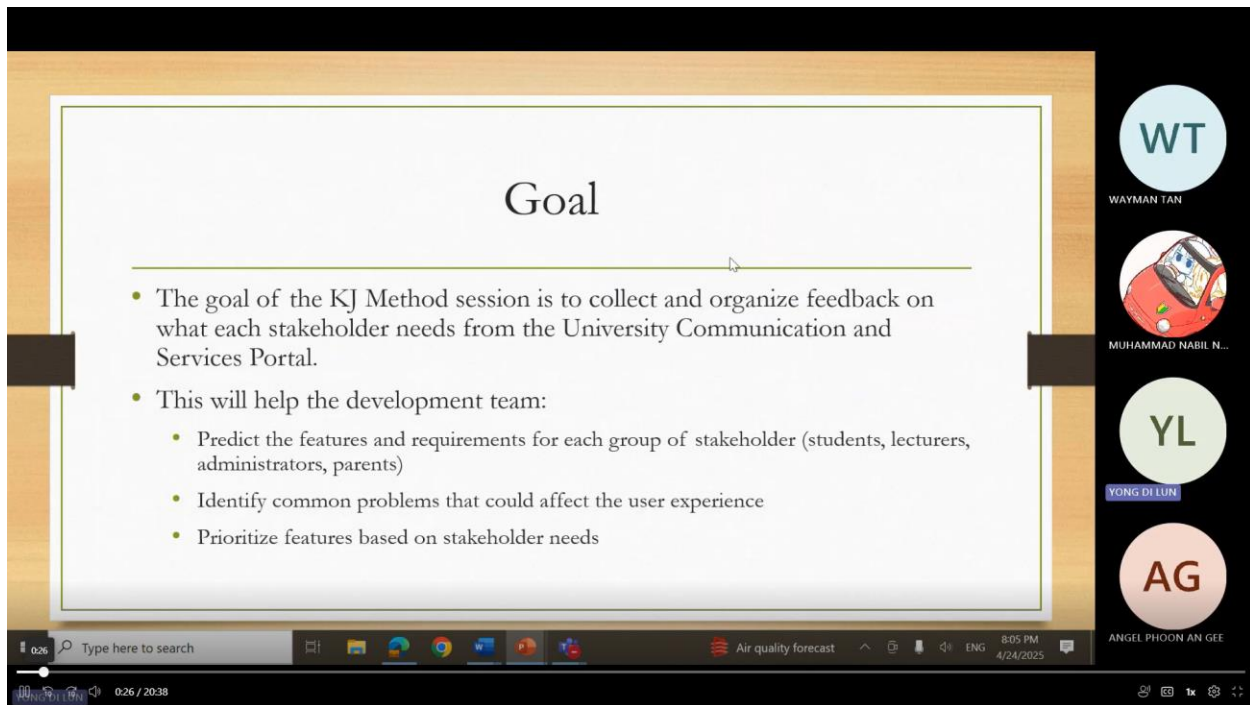 Goal
• The goal of the KJ Method session is to collect and organize feedback on
what each stakeholder needs from the University Communication and
Services Portal.
• This will help the development team:
• Predict the features and requirements for each group of stakeholder (students, lecturers,
administrators, parents)
• Identify common problems that could affect the user experience
• Prioritize features based on stakeholder needs
WT
WAYMAN TAN
MUHAMMAD NABIL N...
YL
YONG DI LUN
AG
ANGEL PHOON AN GEE
0:26
Type here to search
Air quality forecast
ENG
8:05 PM
4/24/2025
YONG DI LUN
0:26 / 20:38
CC
1x